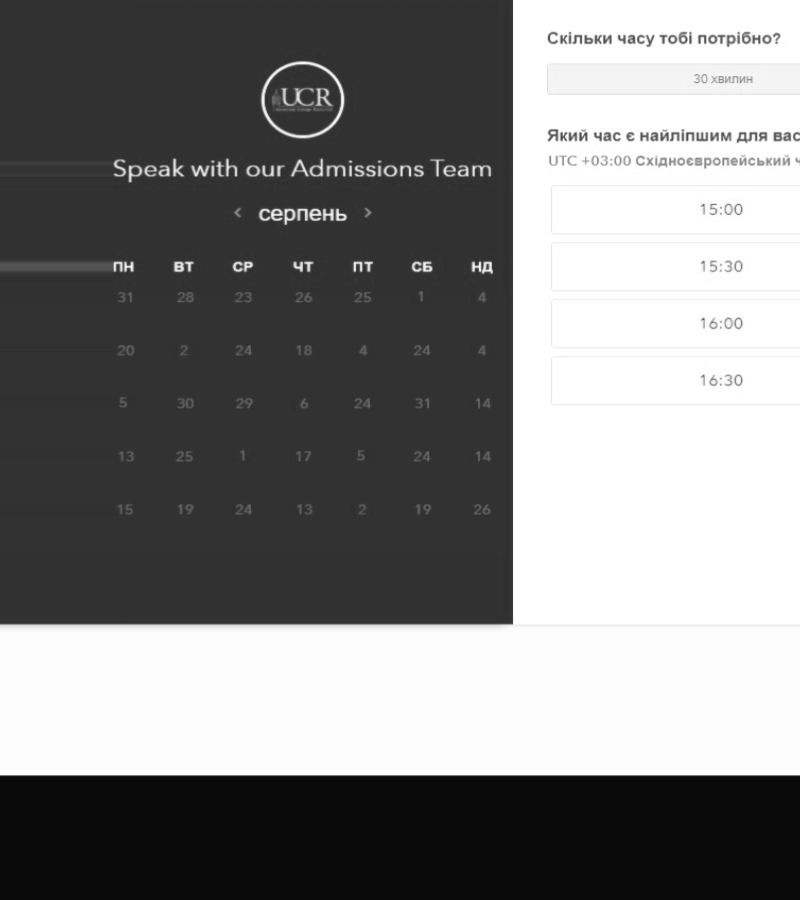 UCR
Speak with our Admissions Team
< серпень >
ПН ВТ СР ЧТ ПТ СБ НД
31 28 23 26 25 1 4
20 2 24 18 4 24 4
5 30 29 6 24 31 14
13 25 1 17 5 24 14
15 19 24 13 2 19 26
Скільки часу тобі потрібно?
30 хвилин
Який час є найліпшим для вас
UTC +03:00 Східноєвропейський ч
15:00
15:30
16:00
16:30